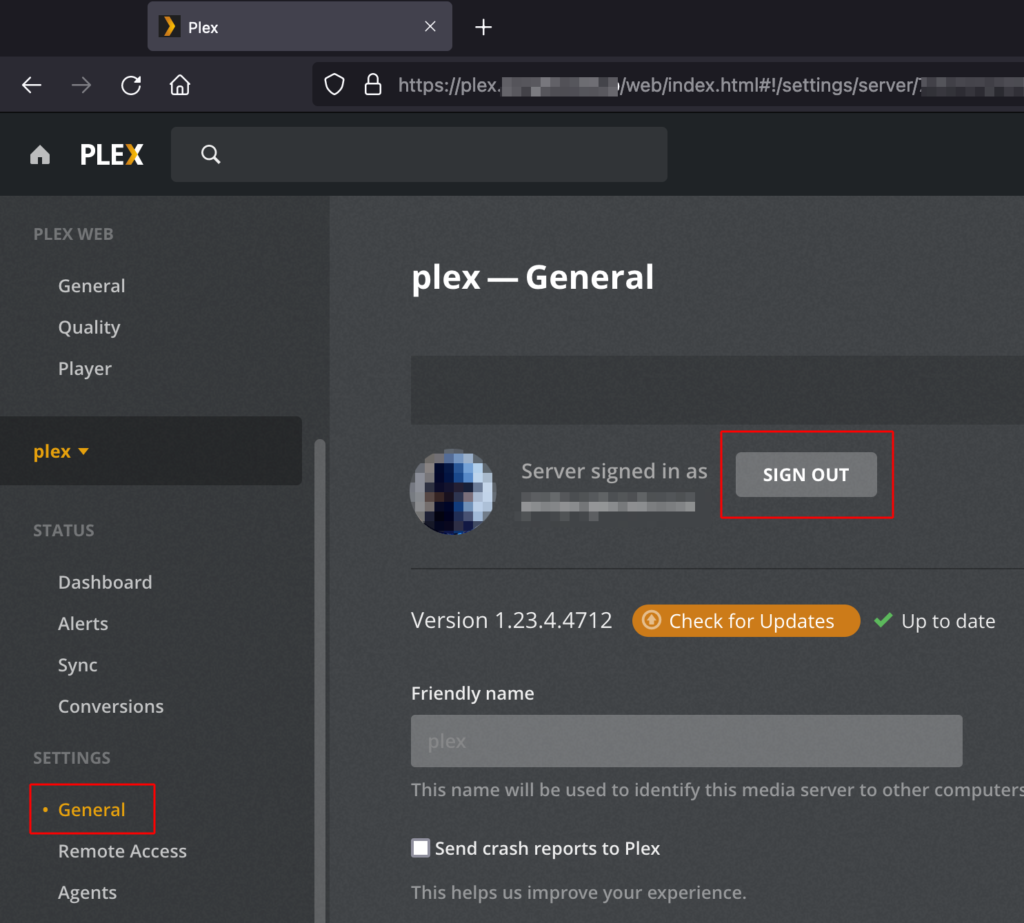 Plex
https://plex. /web/index.html#!/settings/server/
PLEX
PLEX WEB
General
Quality
Player
plex
STATUS
Dashboard
Alerts
Sync
Conversions
SETTINGS
• General
Remote Access
Agents
plex — General
Server signed in as
SIGN OUT
Version 1.23.4.4712
Check for Updates
Up to date
Friendly name
plex
This name will be used to identify this media server to other computers
Send crash reports to Plex
This helps us improve your experience.